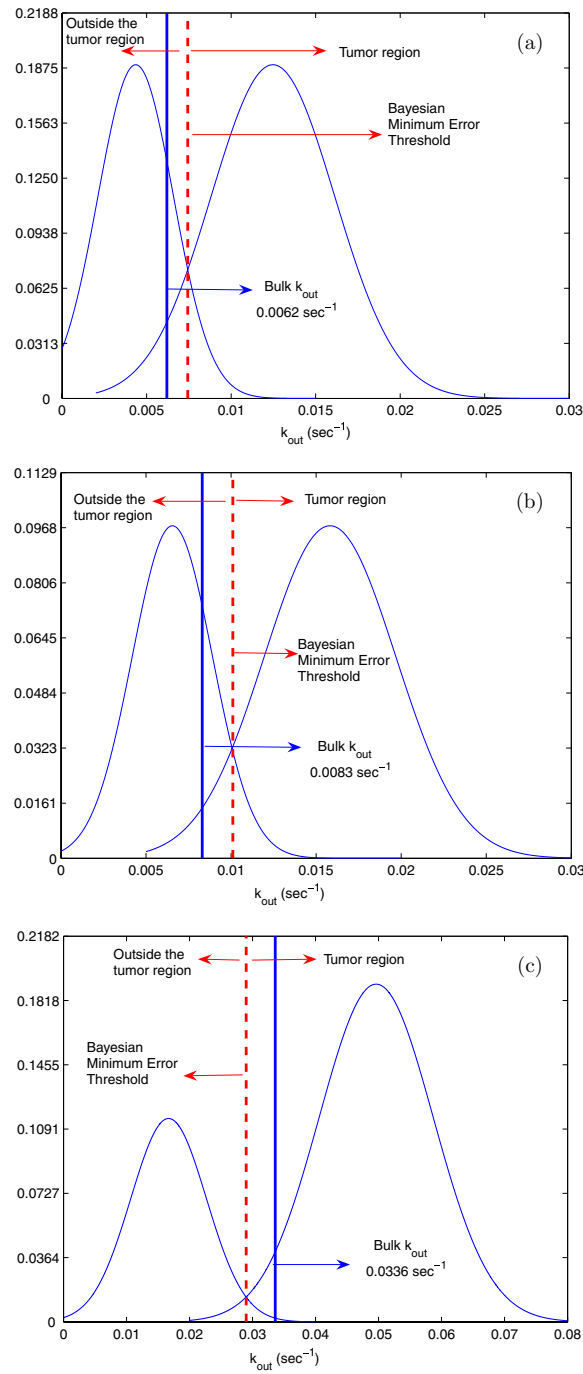 0.2188
Outside the
tumor region
Tumor region
(a)
0.1875
0.1563
Bayesian
Minimum Error
Threshold
0.1250
0.0938
0.0625
Bulk k_out
0.0062 sec⁻¹
0.0313
0
0 0.005 0.01 0.015 0.02 0.025 0.03
k_out (sec⁻¹)
0.1129
Outside the
tumor region
Tumor region
(b)
0.0968
0.0806
0.0645
Bayesian
Minimum Error
Threshold
0.0484
0.0323
Bulk k_out
0.0083 sec⁻¹
0.0161
0
0 0.005 0.01 0.015 0.02 0.025 0.03
k_out (sec⁻¹)
0.2182
Outside the
tumor region
Tumor region
(c)
0.1818
0.1455
Bayesian
Minimum Error
Threshold
0.1091
0.0727
0.0364
Bulk k_out
0.0336 sec⁻¹
0
0 0.01 0.02 0.03 0.04 0.05 0.06 0.07 0.08
k_out (sec⁻¹)